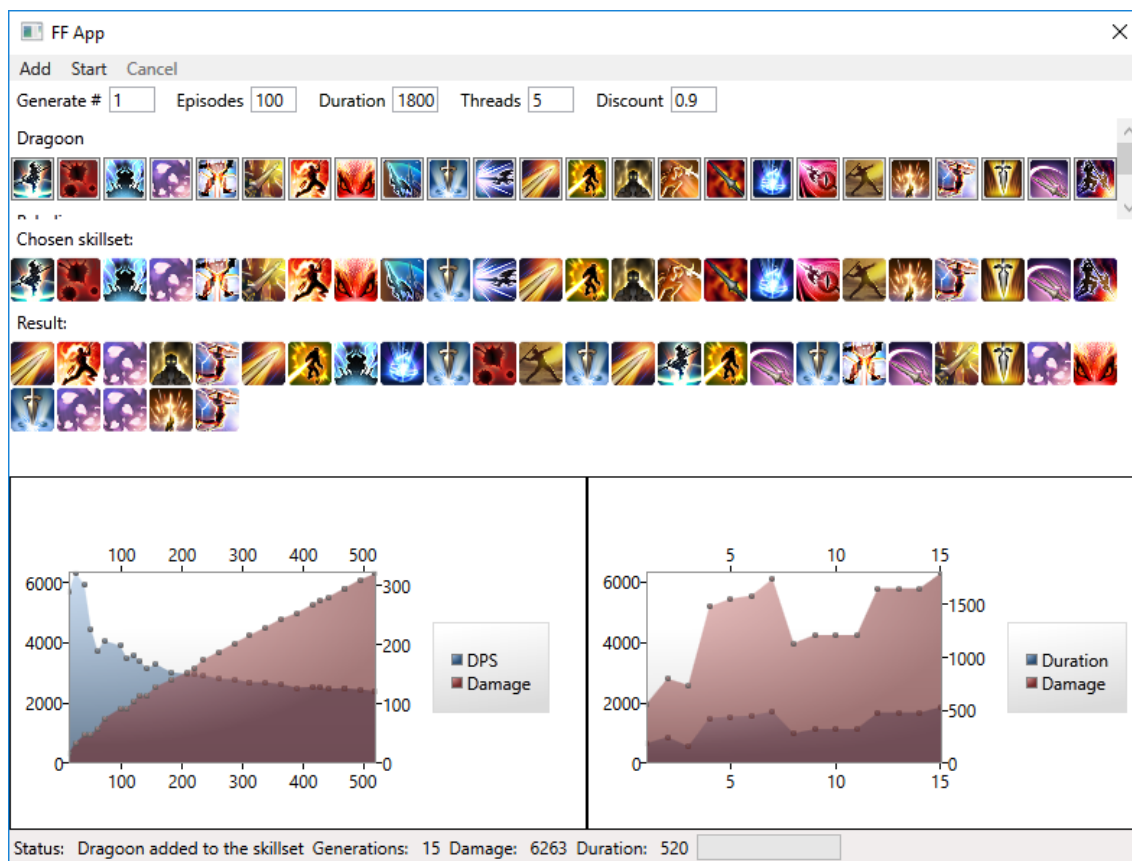 FF App
Add Start Cancel
Generate # 1 Episodes 100 Duration 1800 Threads 5 Discount 0.9
Dragoon
Chosen skillset:
Result:
100 200 300 400 500
6000 300
4000 200
2000 100
0 0
100 200 300 400 500
DPS
Damage
5 10 15
6000 1500
4000 1000
2000 500
0 0
5 10 15
Duration
Damage
Status: Dragoon added to the skillset Generations: 15 Damage: 6263 Duration: 520